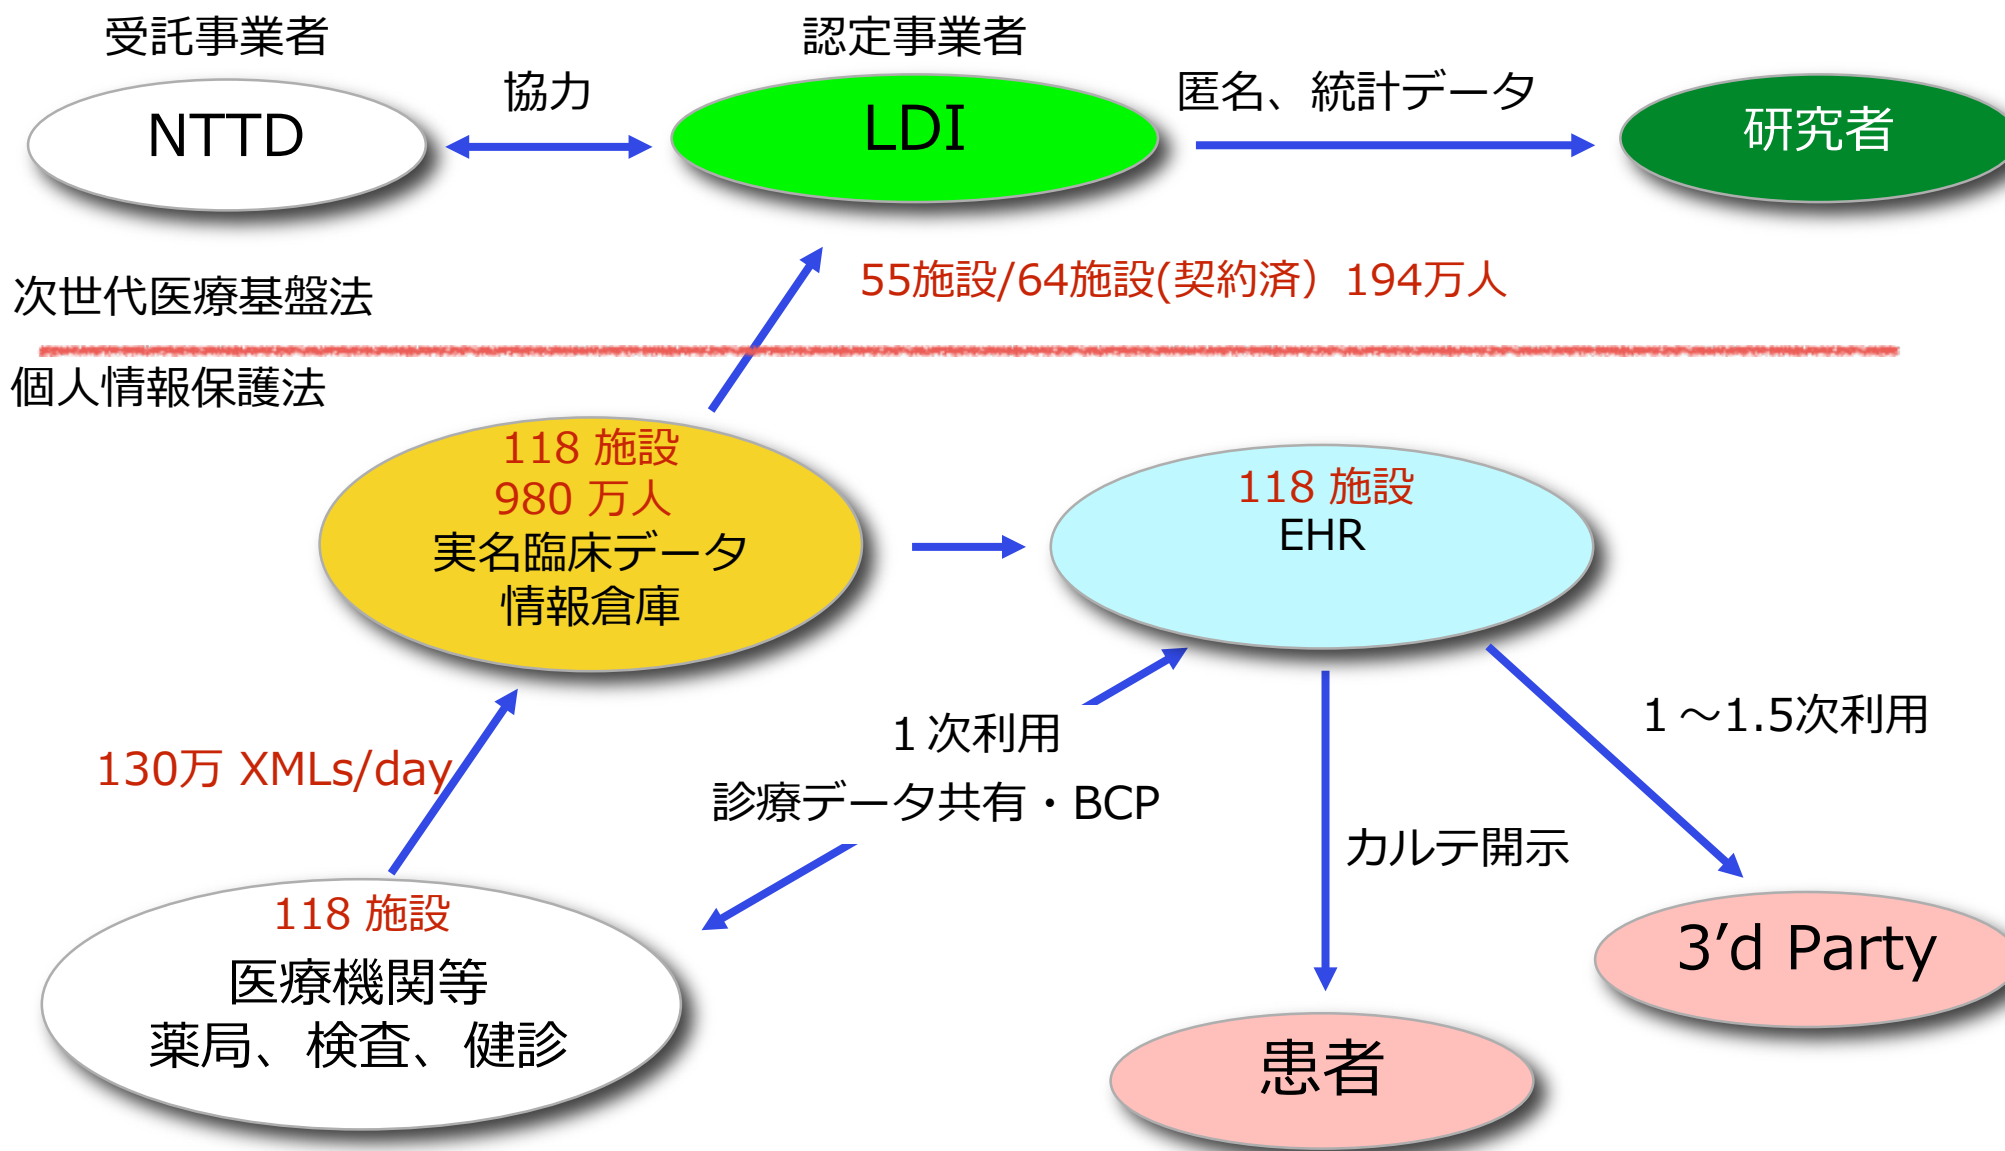 受託事業者
認定事業者
NTTD
協力
LDI
匿名、統計データ
研究者
次世代医療基盤法
55施設/64施設(契約済）194万人
個人情報保護法
118 施設
980 万人
実名臨床データ
情報倉庫
118 施設
EHR
130万 XMLs/day
１次利用
診療データ共有・BCP
１～1.5次利用
カルテ開示
118 施設
医療機関等
薬局、検査、健診
3’d Party
患者